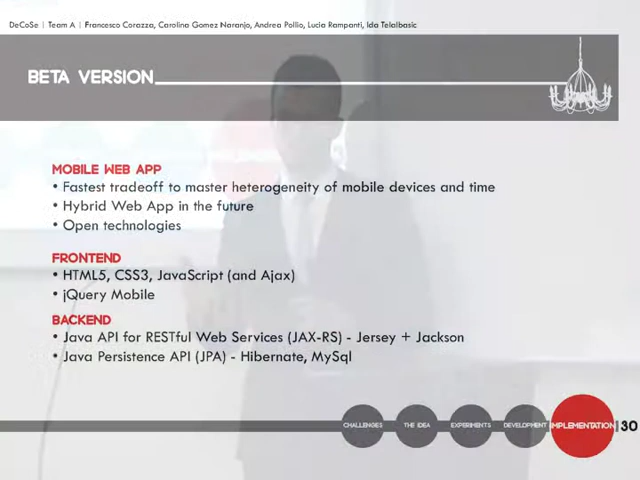 DeCoSe | Team A | Francesco Corazza, Carolina Gomez Naranjo, Andrea Pollio, Lucia Rampanti, Ida Telalbasic
BETA VERSION
MOBILE WEB APP
• Fastest tradeoff to master heterogeneity of mobile devices and time
• Hybrid Web App in the future
• Open technologies
FRONTEND
• HTML5, CSS3, JavaScript (and Ajax)
• jQuery Mobile
BACKEND
• Java API for RESTful Web Services (JAX-RS) - Jersey + Jackson
• Java Persistence API (JPA) - Hibernate, MySql
CHALLENGES THE IDEA EXPERIMENTS DEVELOPMENT IMPLEMENTATION |30